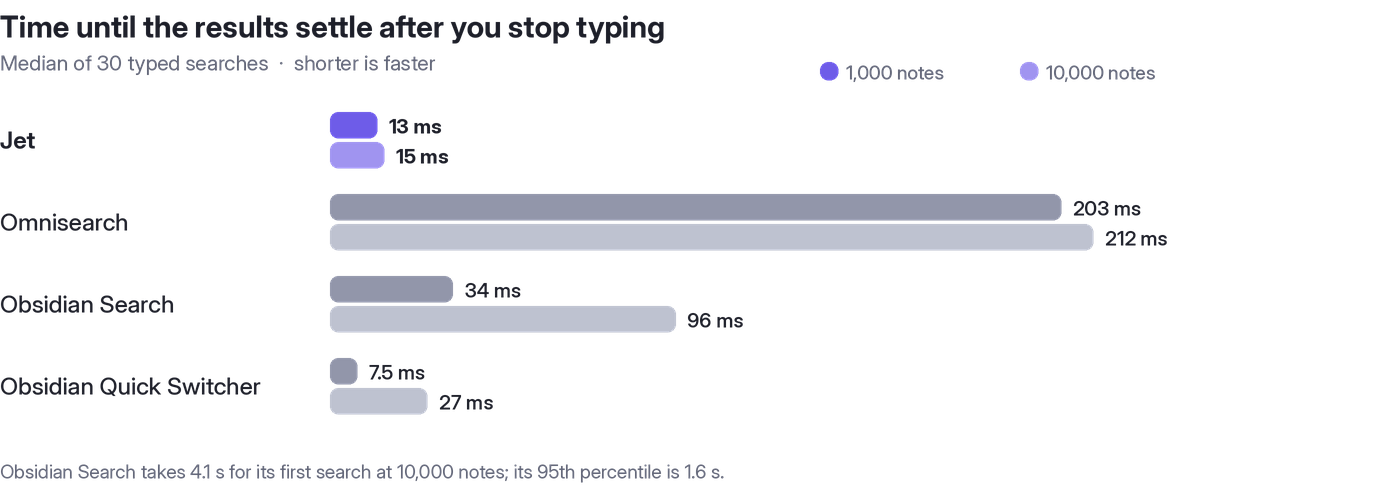 Time until the results settle after you stop typing
Median of 30 typed searches · shorter is faster
1,000 notes
10,000 notes
Jet
13 ms
15 ms
Omnisearch
203 ms
212 ms
Obsidian Search
34 ms
96 ms
Obsidian Quick Switcher
7.5 ms
27 ms
Obsidian Search takes 4.1 s for its first search at 10,000 notes; its 95th percentile is 1.6 s.